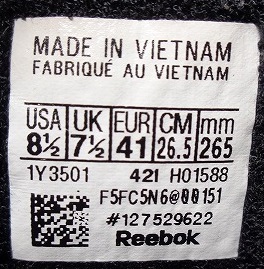 MADE IN VIETNAM
FABRIQUÉ AU VIETNAM
USA UK EUR CM mm
8½ 7½ 41 26.5 265
1Y3501 421 H01588
F5FC5N6@00151
#127529622
Reebok